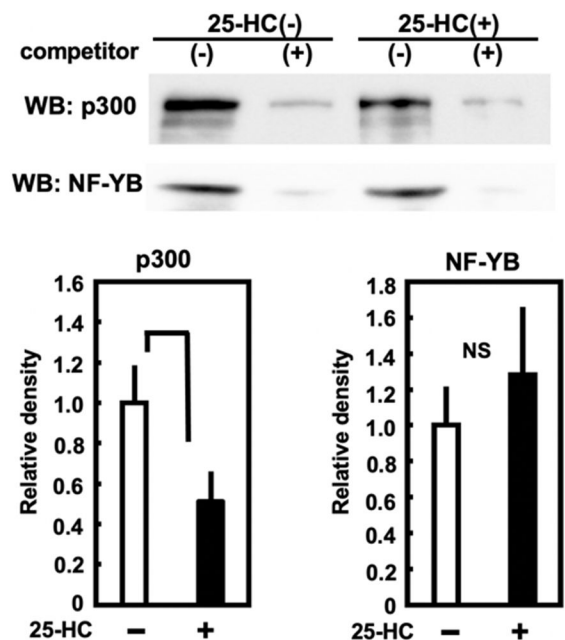 25-HC(-) 25-HC(+)
competitor (-) (+) (-) (+)
WB: p300
WB: NF-YB
p300
Relative density
1.6
1.4
1.2
1.0
0.8
0.6
0.4
0.2
0
25-HC − +
NF-YB
Relative density
1.8
1.6
1.4
1.2
1.0
0.8
0.6
0.4
0.2
0
NS
25-HC − +